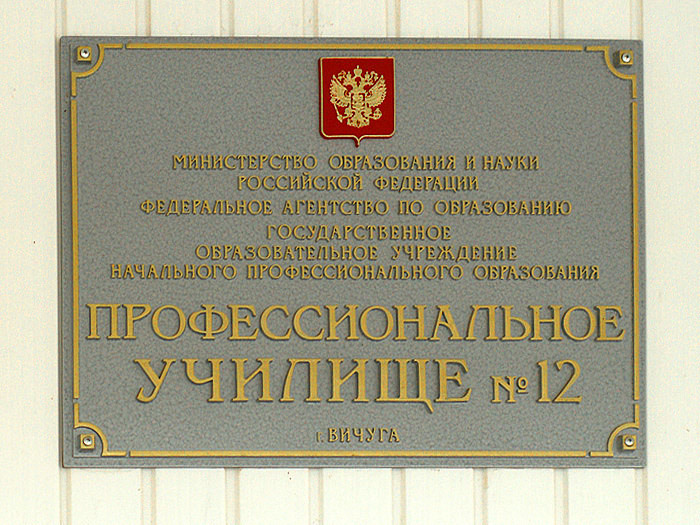 МИНИСТЕРСТВО ОБРАЗОВАНИЯ И НАУКИ
РОССИЙСКОЙ ФЕДЕРАЦИИ
ФЕДЕРАЛЬНОЕ АГЕНТСТВО ПО ОБРАЗОВАНИЮ
ГОСУДАРСТВЕННОЕ
ОБРАЗОВАТЕЛЬНОЕ УЧРЕЖДЕНИЕ
НАЧАЛЬНОГО ПРОФЕССИОНАЛЬНОГО ОБРАЗОВАНИЯ
ПРОФЕССИОНАЛЬНОЕ
УЧИЛИЩЕ №12
г. ВИЧУГА